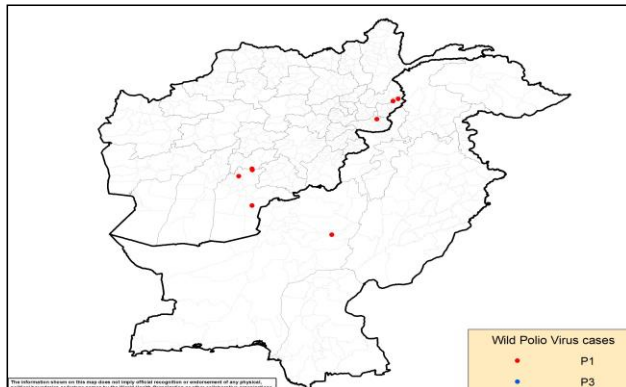 Wild Polio Virus cases
P1
P3
The information shown on this map does not imply official recognition or endorsement of any physical,